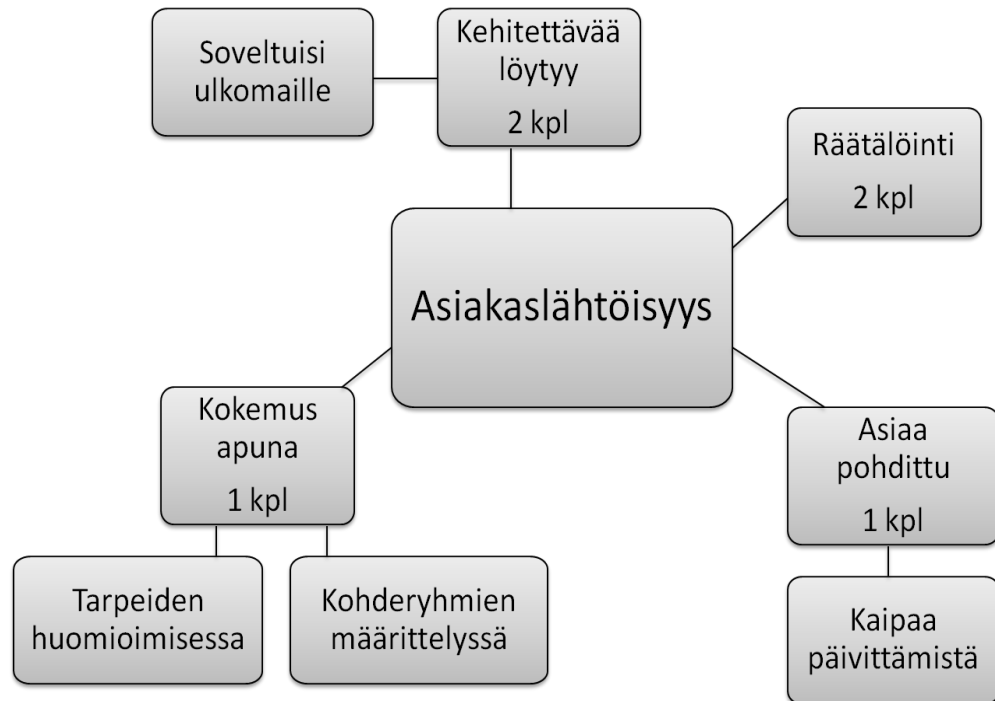 Soveltuisi
ulkomaille
Kehitettävää
löytyy
2 kpl
Räätälöinti
2 kpl
Asiakaslähtöisyys
Kokemus
apuna
1 kpl
Asiaa
pohdittu
1 kpl
Tarpeiden
huomioimisessa
Kohderyhmien
määrittelyssä
Kaipaa
päivittämistä